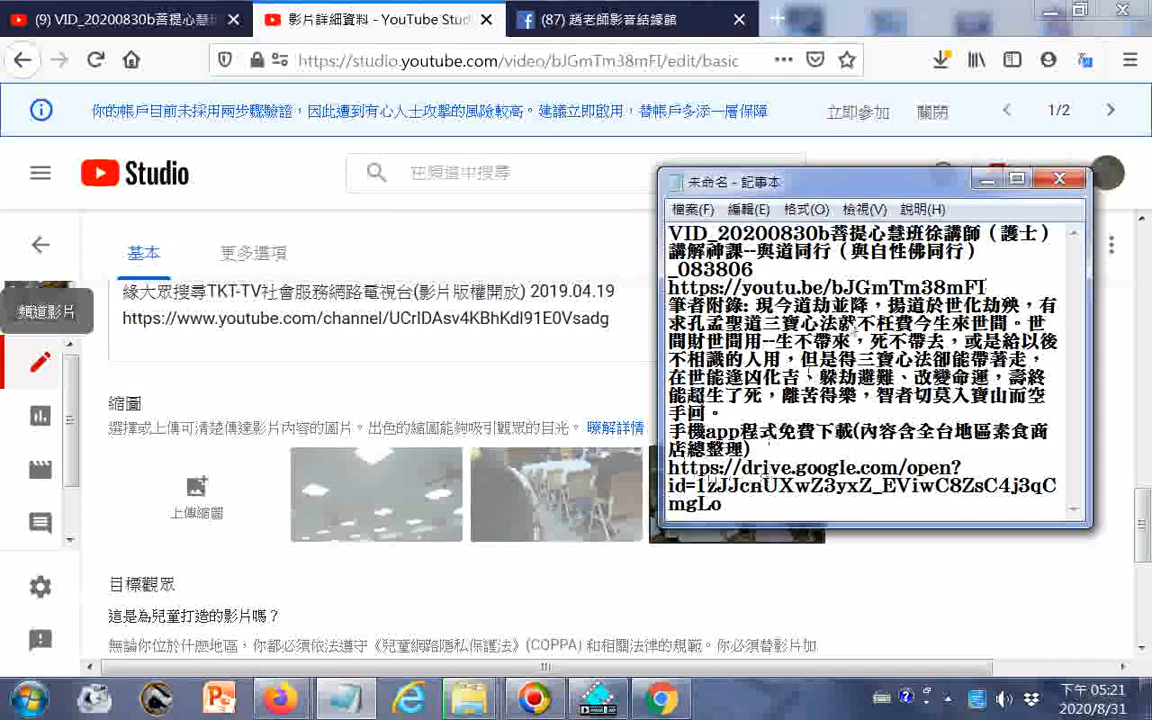 (9) VID_20200830b菩提心慧班
影片詳細資料 - YouTube Stud
(87) 趙老師影音結緣館
https://studio.youtube.com/video/bJGmTm38mFI/edit/basic
你的帳戶目前未採用兩步驟驗證，因此遭到有心人士攻擊的風險較高。建議立即啟用，替帳戶多添一層保障
立即參加
關閉
1/2
Studio
在頻道中搜尋
基本
更多選項
頻道影片
緣大眾搜尋TKT-TV社會服務網路電視台(影片版權開放) 2019.04.19
https://www.youtube.com/channel/UCrIDAsv4KBhKdI91E0Vsadg
縮圖
選擇或上傳可清楚傳達影片內容的圖片。出色的縮圖能夠吸引觀眾的目光。 瞭解詳情
上傳縮圖
目標觀眾
這是為兒童打造的影片嗎？
無論你位於什麼地區，你都必須依法遵守《兒童網路隱私保護法》(COPPA) 和相關法律的規範。你必須替影片加
未命名 - 記事本
檔案(F) 編輯(E) 格式(O) 檢視(V) 說明(H)
VID_20200830b菩提心慧班徐講師（護士）
講解神課--與道同行（與自性佛同行）
_083806
https://youtu.be/bJGmTm38mFI
筆者附錄: 現今道劫並降，揚道於世化劫殃，有
求孔孟聖道三寶心法就不枉費今生來世間。世
間財世間用--生不帶來，死不帶去，或是給以後
不相識的人用，但是得三寶心法卻能帶著走，
在世能逢凶化吉、躲劫避難、改變命運，壽終
能超生了死，離苦得樂，智者切莫入寶山而空
手回。
手機app程式免費下載(內容含全台地區素食商
店總整理)
https://drive.google.com/open?
id=1zJJcnUXwZ3yxZ_EViwC8ZsC4j3qC
mgLo
下午 05:21
2020/8/31